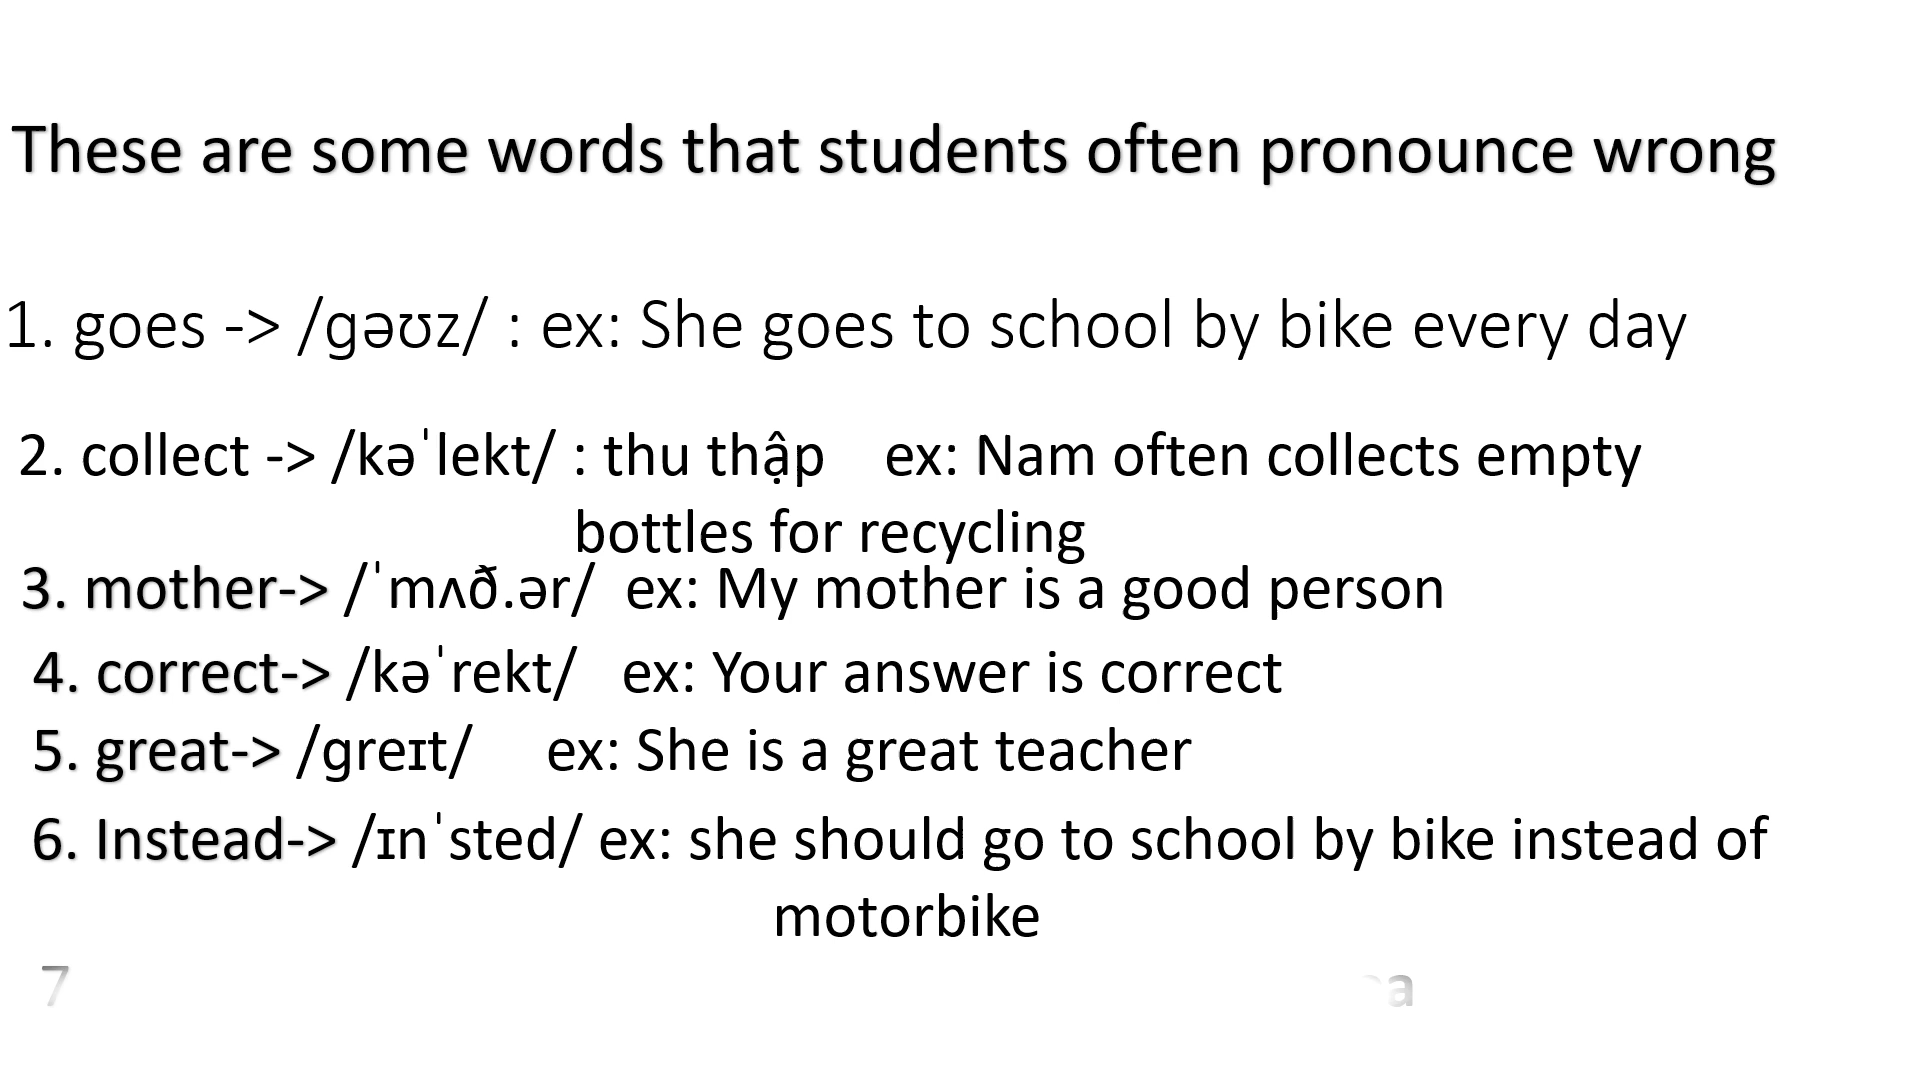 These are some words that students often pronounce wrong
1. goes -> /ɡəʊz/ : ex: She goes to school by bike every day
2. collect -> /kəˈlekt/ : thu thập ex: Nam often collects empty
bottles for recycling
3. mother-> /ˈmʌð.ər/ ex: My mother is a good person
4. correct-> /kəˈrekt/ ex: Your answer is correct
5. great-> /ɡreɪt/ ex: She is a great teacher
6. Instead-> /ɪnˈsted/ ex: she should go to school by bike instead of
motorbike
7